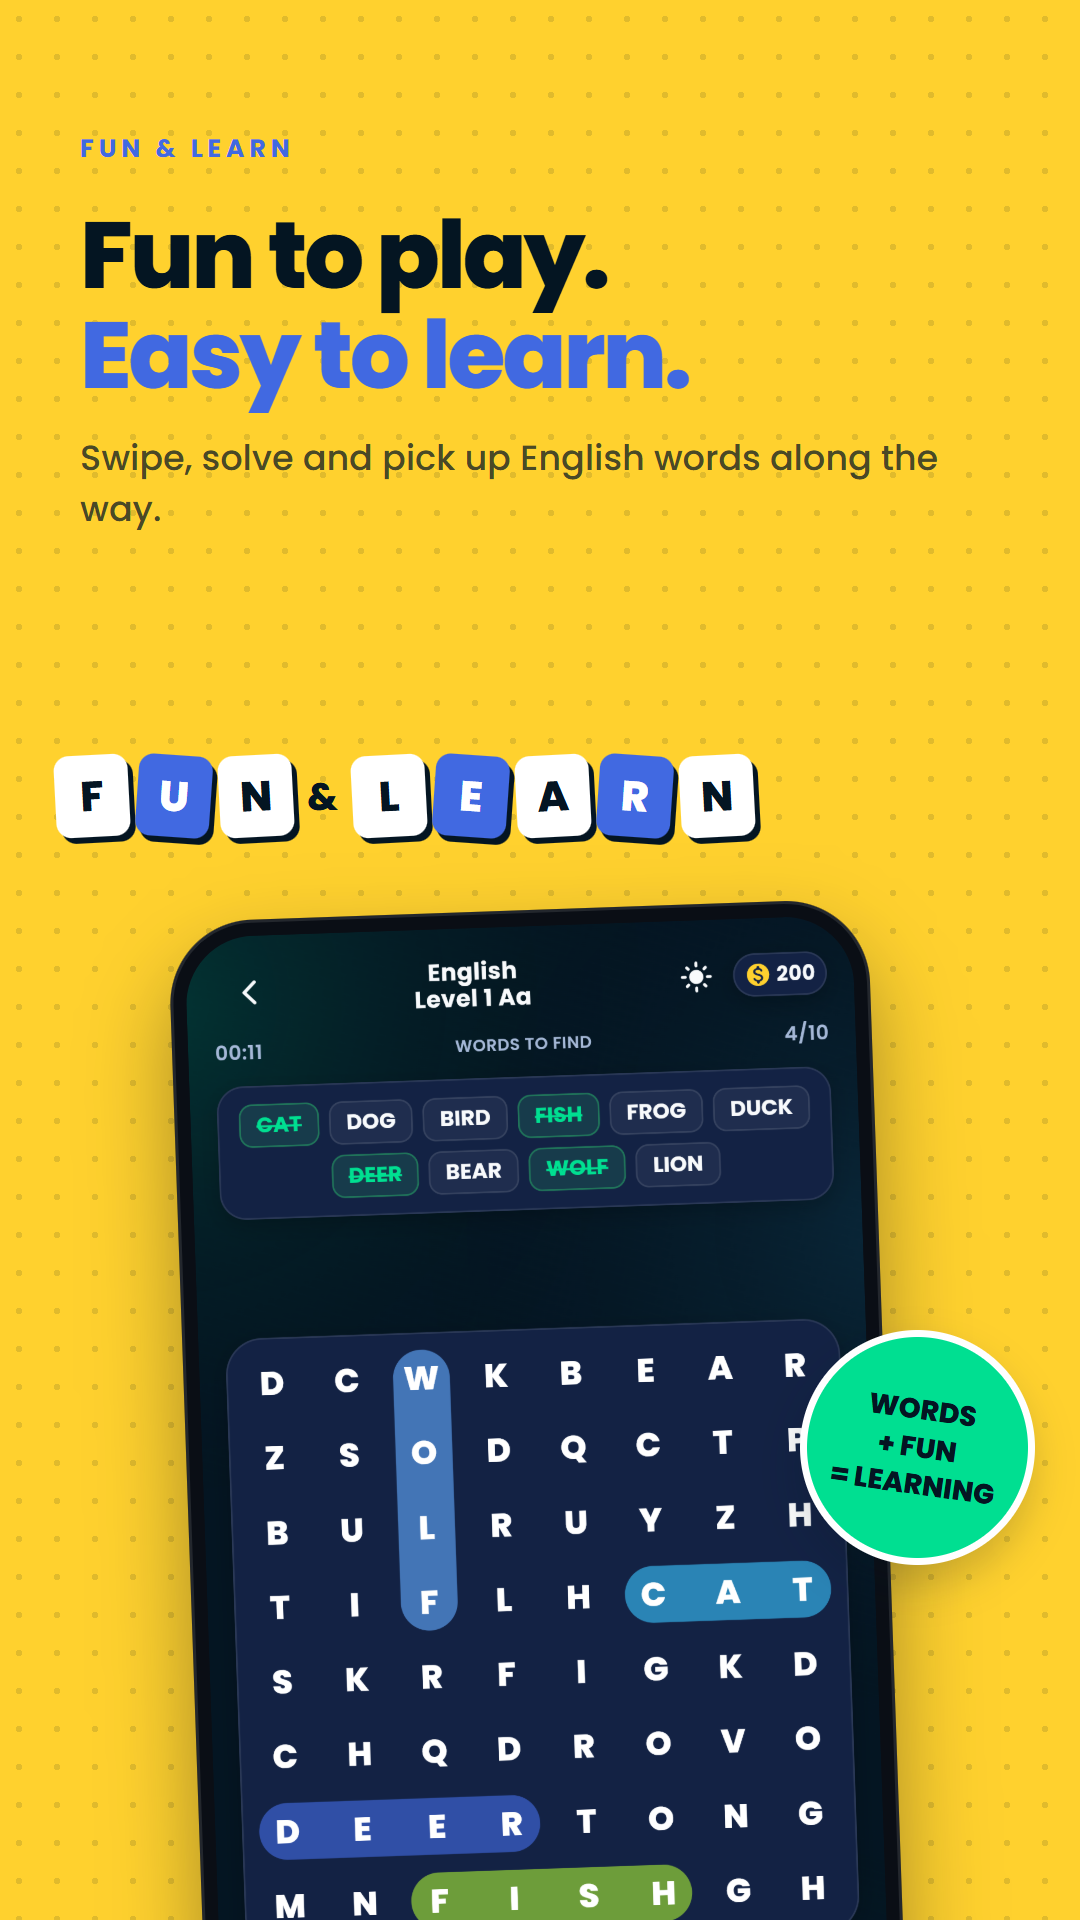 FUN & LEARN
Fun to play.
Easy to learn.
Swipe, solve and pick up English words along the
way.
F U N & L E A R N
English
Level 1 Aa
200
00:11
WORDS TO FIND
4/10
CAT DOG BIRD FISH FROG DUCK
DEER BEAR WOLF LION
D C W K B E A R
Z S O D Q C T
B U L R U Y Z H
T I F L H C A T
S K R F I G K D
C H Q D R O V O
D E E R T O N G
M N F I S H G H
WORDS
+ FUN
= LEARNING